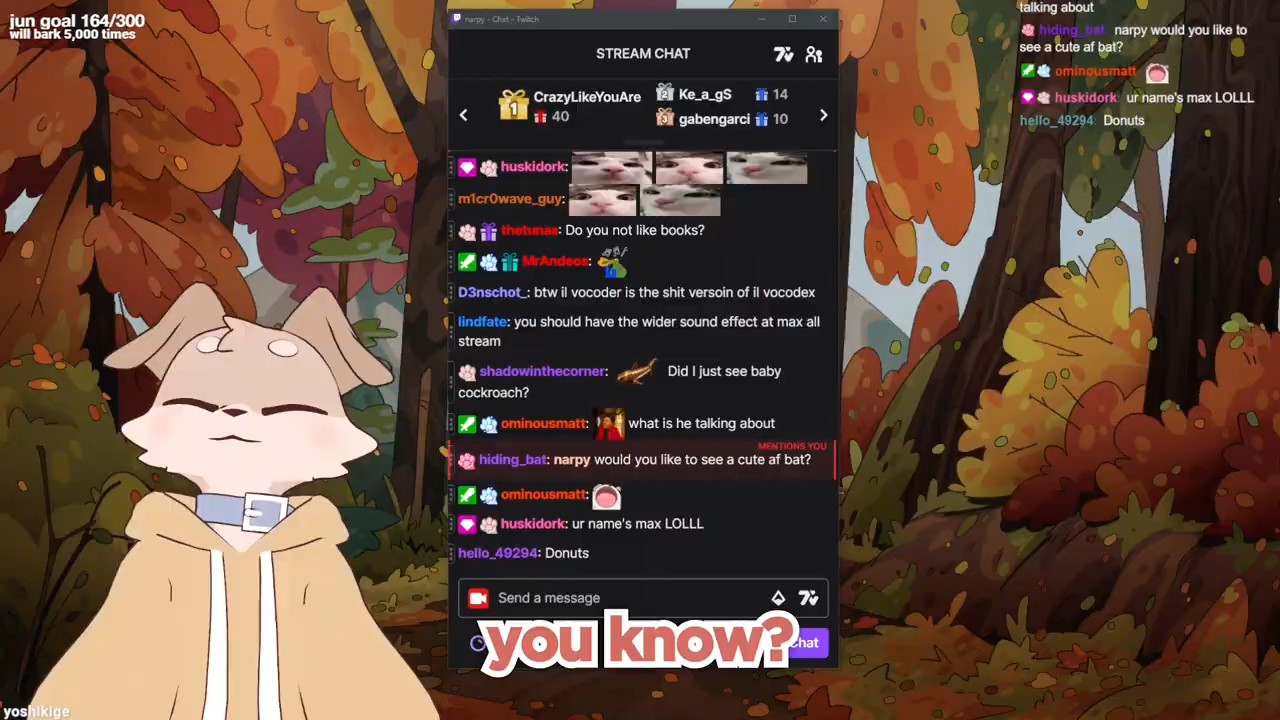 jun goal 164/300
will bark 5,000 times
narpy - Chat - Twitch
STREAM CHAT
1 CrazyLikeYouAre
40
2 Ke_a_gS 14
3 gabengarci 10
huskidork:
m1cr0wave_guy:
thetunas: Do you not like books?
MrAndeos:
D3nschot_: btw il vocoder is the shit versoin of il vocodex
lindfate: you should have the wider sound effect at max all
stream
shadowinthecorner: Did I just see baby
cockroach?
ominousmatt: what is he talking about
MENTIONS YOU
hiding_bat: narpy would you like to see a cute af bat?
ominousmatt:
huskidork: ur name's max LOLLL
hello_49294: Donuts
Send a message
you know?
hat
talking about
hiding_bat narpy would you like to
see a cute af bat?
ominousmatt
huskidork ur name's max LOLLL
hello_49294: Donuts
yoshikige